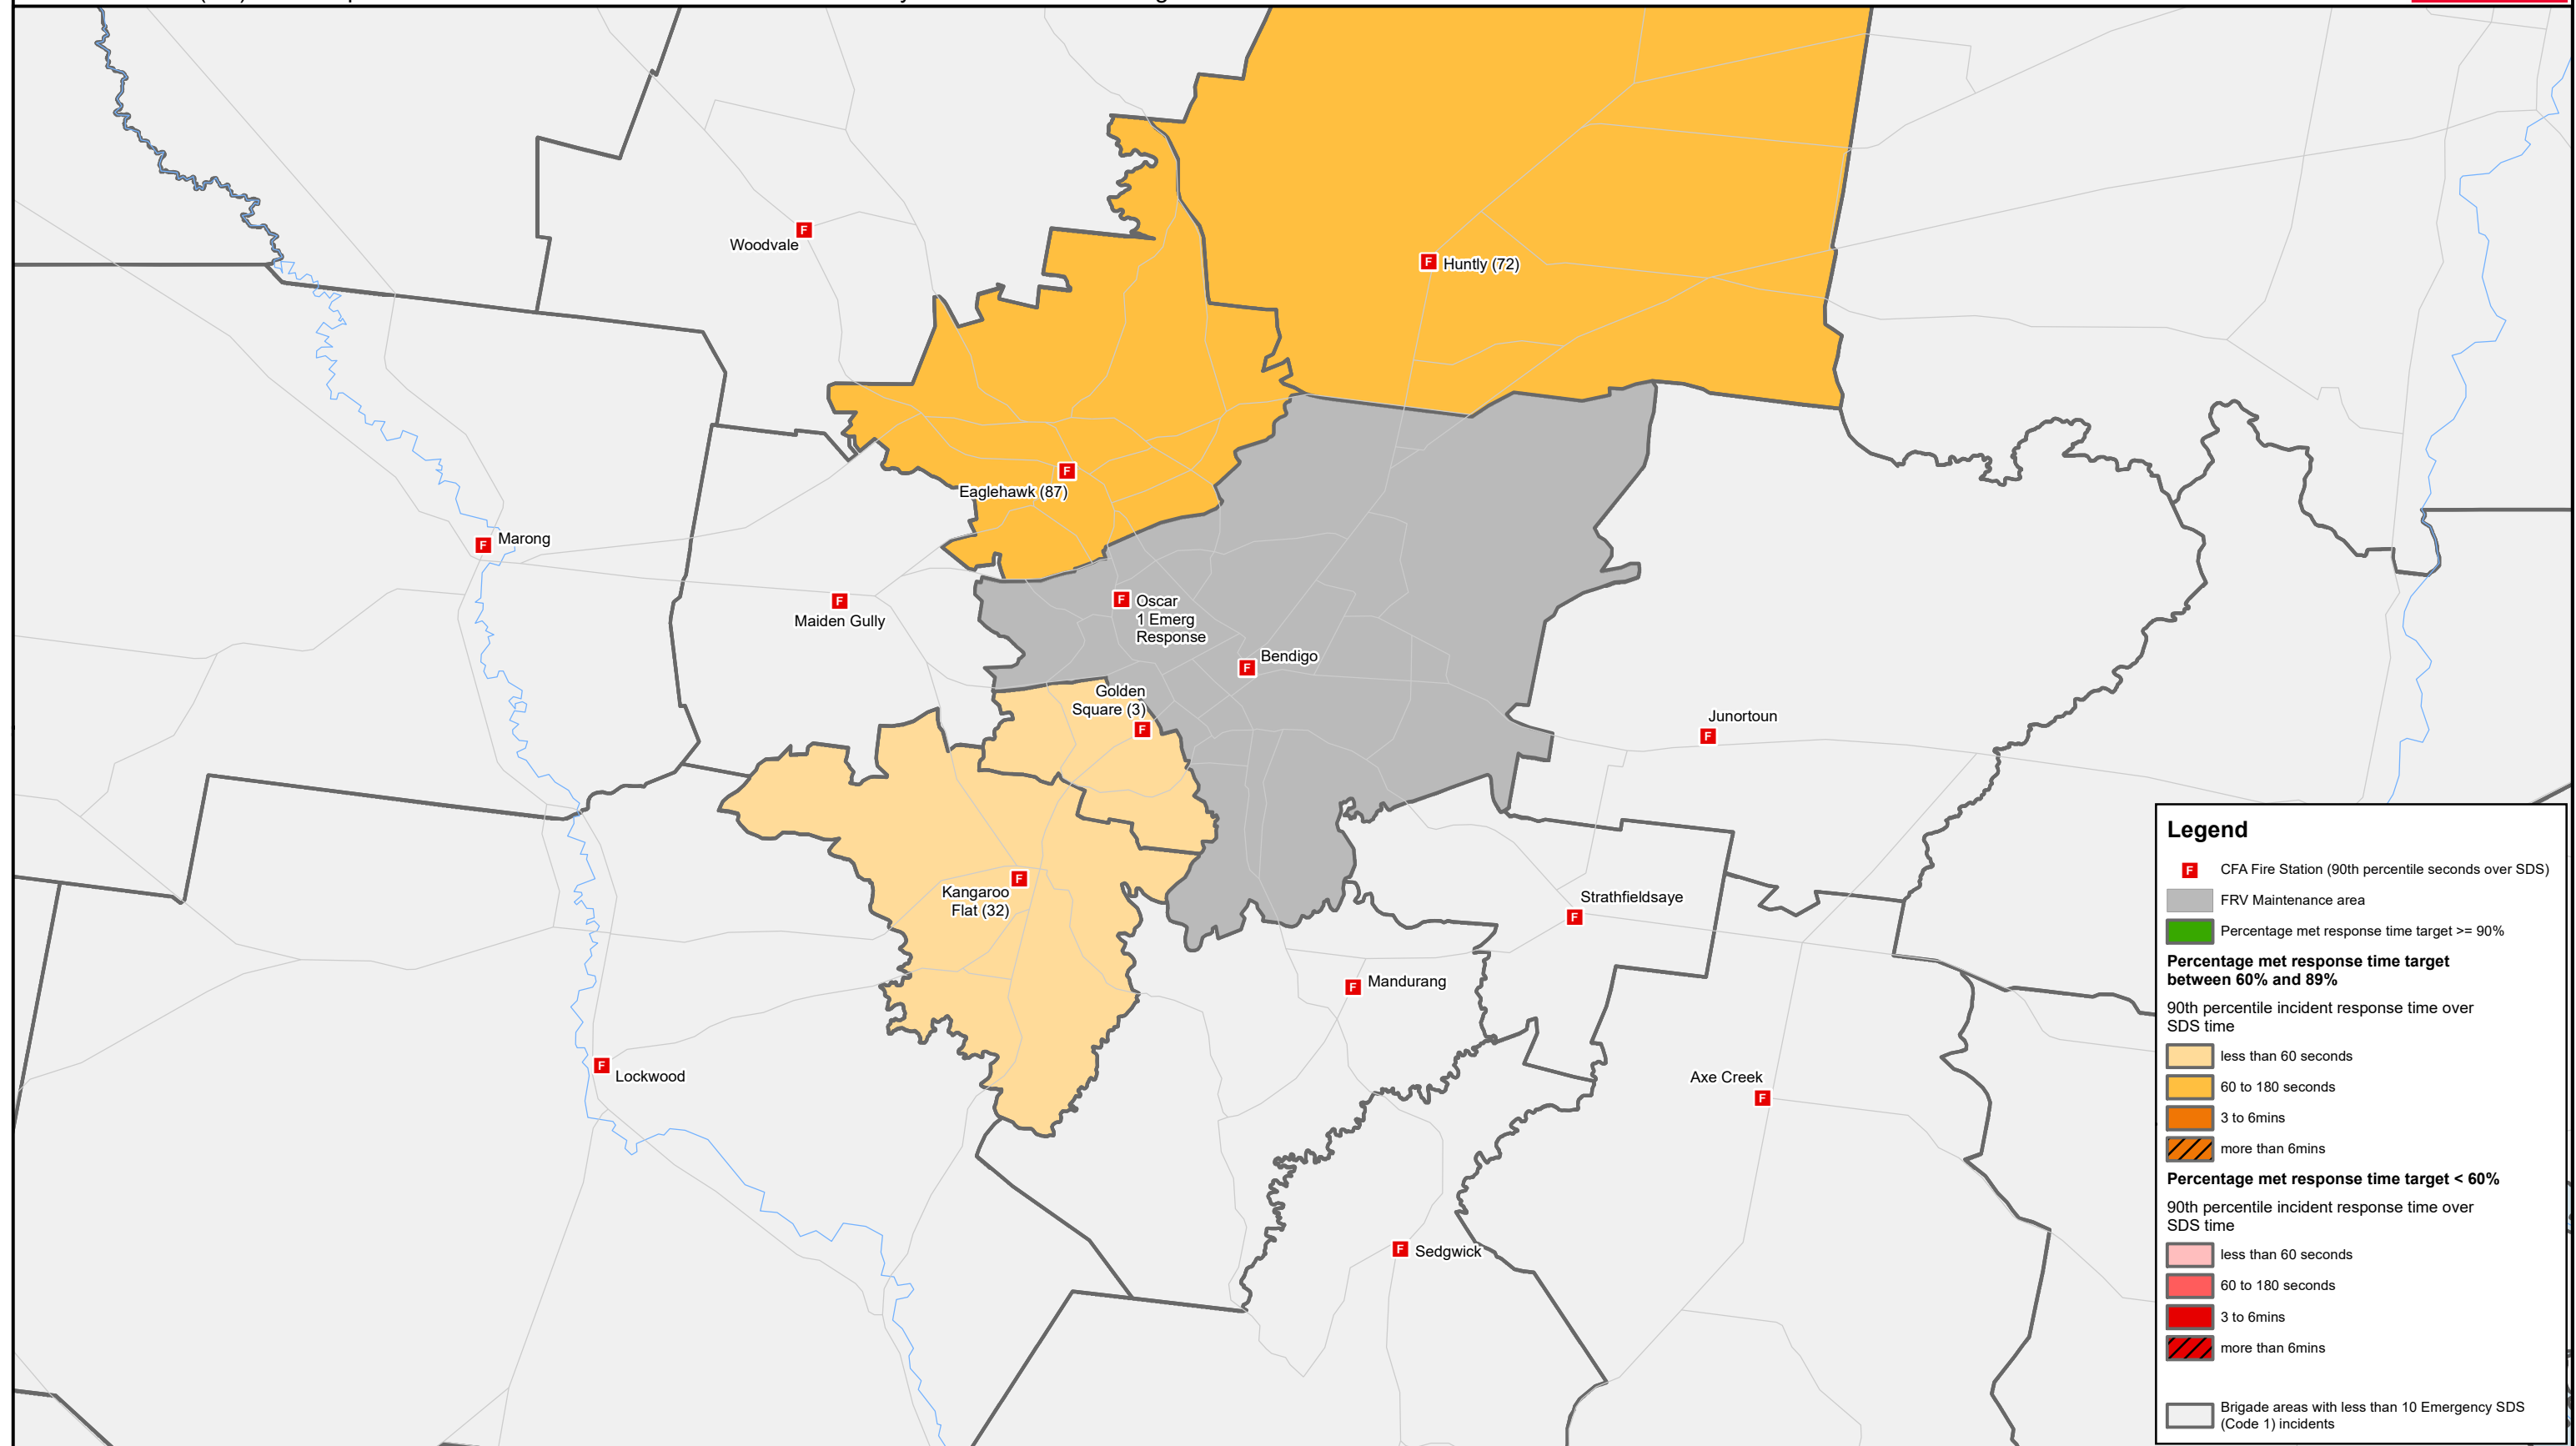 Woodvale
Huntly (72)
Eaglehawk (87)
Marong
Maiden Gully
Oscar
1 Emerg
Response
Bendigo
Golden
Square (3)
Junortoun
Kangaroo
Flat (32)
Strathfieldsaye
Mandurang
Lockwood
Axe Creek
Sedgwick
Legend
F CFA Fire Station (90th percentile seconds over SDS)
FRV Maintenance area
Percentage met response time target >= 90%
Percentage met response time target
between 60% and 89%
90th percentile incident response time over
SDS time
less than 60 seconds
60 to 180 seconds
3 to 6mins
more than 6mins
Percentage met response time target < 60%
90th percentile incident response time over
SDS time
less than 60 seconds
60 to 180 seconds
3 to 6mins
more than 6mins
Brigade areas with less than 10 Emergency SDS
(Code 1) incidents